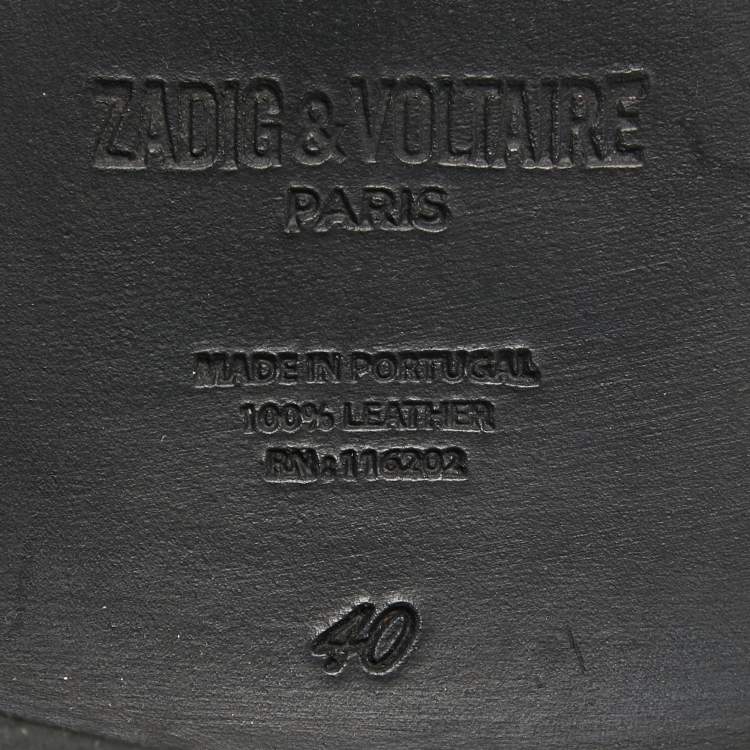 ZADIG & VOLTAIRE
PARIS
MADE IN PORTUGAL
100% LEATHER
RN : 116202
40